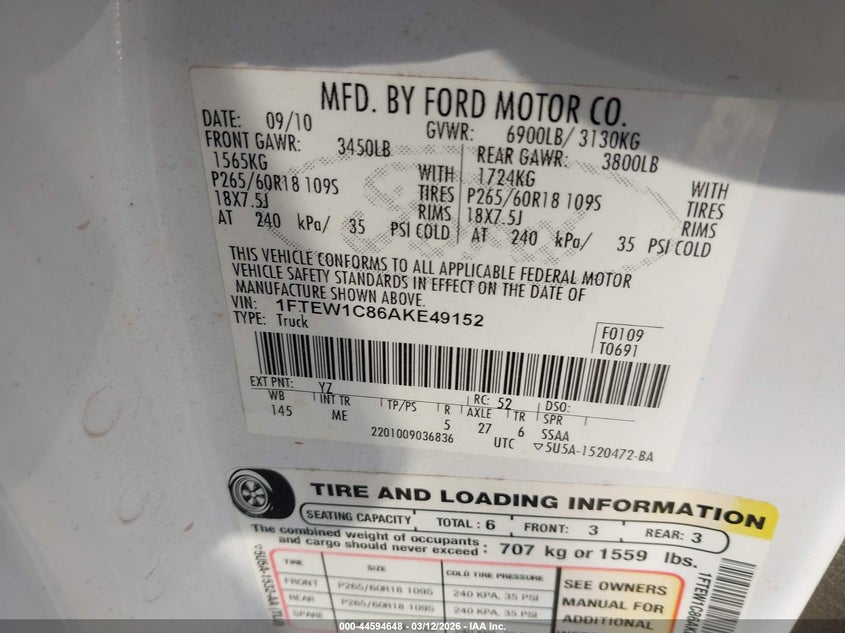 MFD. BY FORD MOTOR CO.
DATE: 09/10 GVWR: 6900LB/ 3130KG
FRONT GAWR: 3450LB REAR GAWR: 3800LB
1565KG WITH 1724KG WITH
P265/60R18 109S TIRES P265/60R18 109S TIRES
18X7.5J RIMS 18X7.5J RIMS
AT 240 kPa/ 35 PSI COLD AT 240 kPa/ 35 PSI COLD
THIS VEHICLE CONFORMS TO ALL APPLICABLE FEDERAL MOTOR
VEHICLE SAFETY STANDARDS IN EFFECT ON THE DATE OF
MANUFACTURE SHOWN ABOVE.
VIN: 1FTEW1C86AKE49152
TYPE: Truck
F0109
T0691
EXT PNT: YZ RC: 52 DSO:
WB INT TR TP/PS R AXLE TR SPR
145 ME 5 27 6 SSAA
2201009036836 UTC ▽5U5A-1520472-BA
TIRE AND LOADING INFORMATION
SEATING CAPACITY TOTAL : 6 FRONT: 3 REAR: 3
The combined weight of occupants
and cargo should never exceed : 707 kg or 1559 lbs.
TIRE SIZE COLD TIRE PRESSURE
FRONT P265/60R18 109S 240 KPA, 35 PSI
REAR P265/60R18 109S 240 KPA, 35 PSI
SPARE
SEE OWNERS
MANUAL FOR
ADDITIONAL
000-44594648 - 03/12/2026 - IAA, Inc.